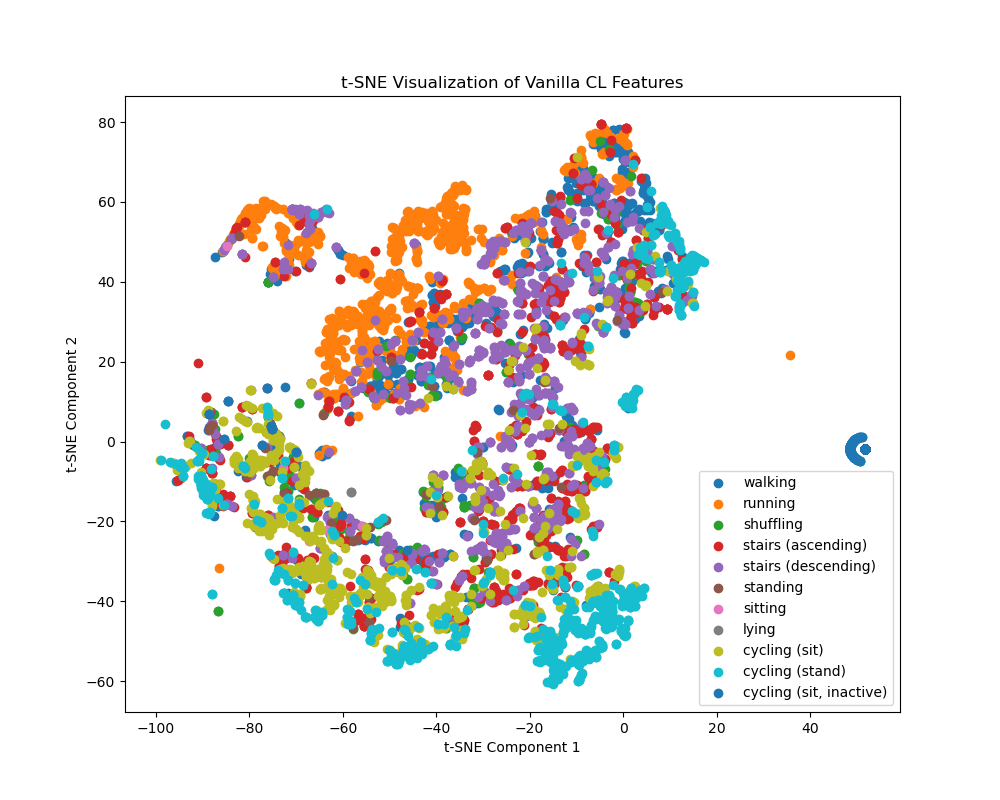 t-SNE Visualization of Vanilla CL Features
80
60
40
20
0
−20
−40
−60
t-SNE Component 2
walking
running
shuffling
stairs (ascending)
stairs (descending)
standing
sitting
lying
cycling (sit)
cycling (stand)
cycling (sit, inactive)
−100 −80 −60 −40 −20 0 20 40
t-SNE Component 1